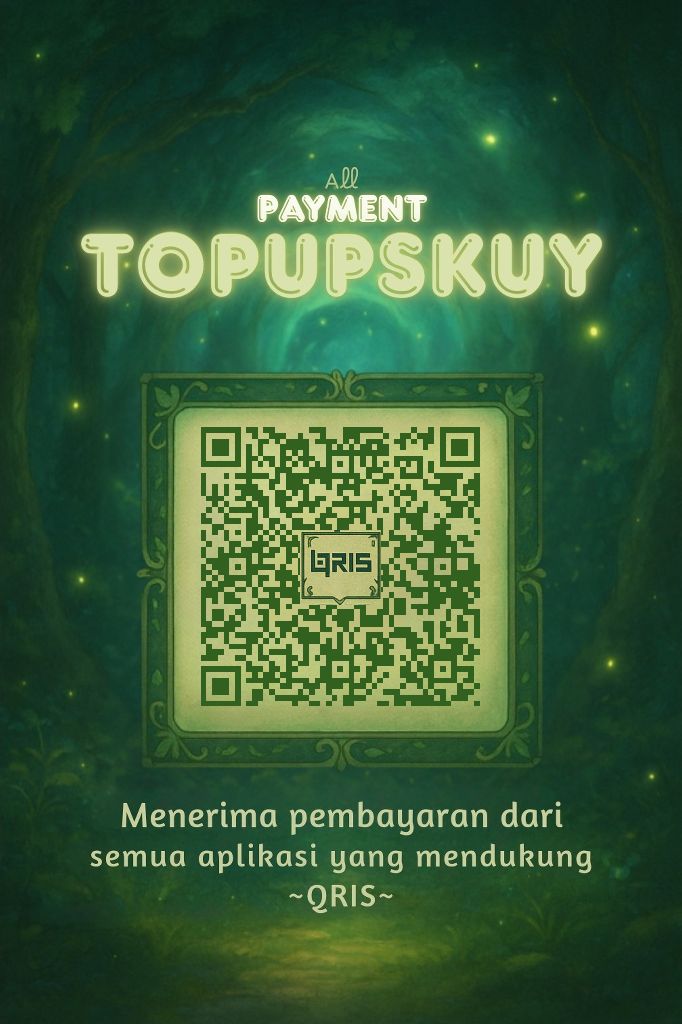 All
PAYMENT
TOPUPSKUY
QRIS
Menerima pembayaran dari
semua aplikasi yang mendukung
~QRIS~